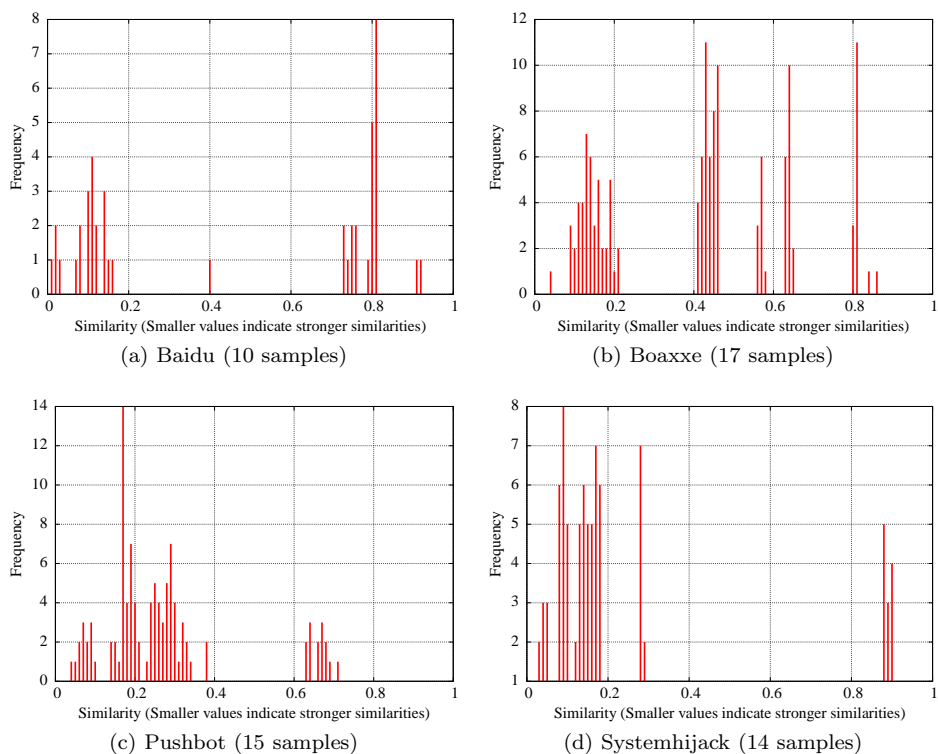 8
7
6
5
4
3
2
1
0
Frequency
0 0.2 0.4 0.6 0.8 1
Similarity (Smaller values indicate stronger similarities)
(a) Baidu (10 samples)
12
10
8
6
4
2
0
Frequency
0 0.2 0.4 0.6 0.8 1
Similarity (Smaller values indicate stronger similarities)
(b) Boaxxe (17 samples)
14
12
10
8
6
4
2
0
Frequency
0 0.2 0.4 0.6 0.8 1
Similarity (Smaller values indicate stronger similarities)
(c) Pushbot (15 samples)
8
7
6
5
4
3
2
1
Frequency
0 0.2 0.4 0.6 0.8 1
Similarity (Smaller values indicate stronger similarities)
(d) Systemhijack (14 samples)